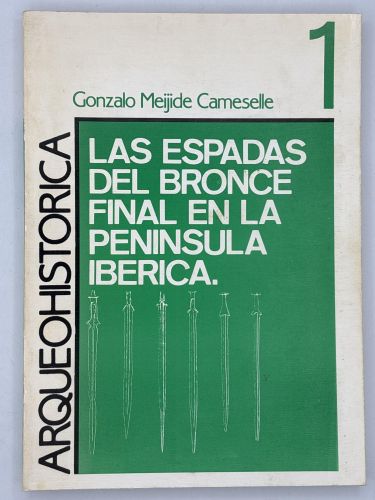 1
Gonzalo Meijide Cameselle
ARQUEOHISTORICA
LAS ESPADAS
DEL BRONCE
FINAL EN LA
PENINSULA
IBERICA.